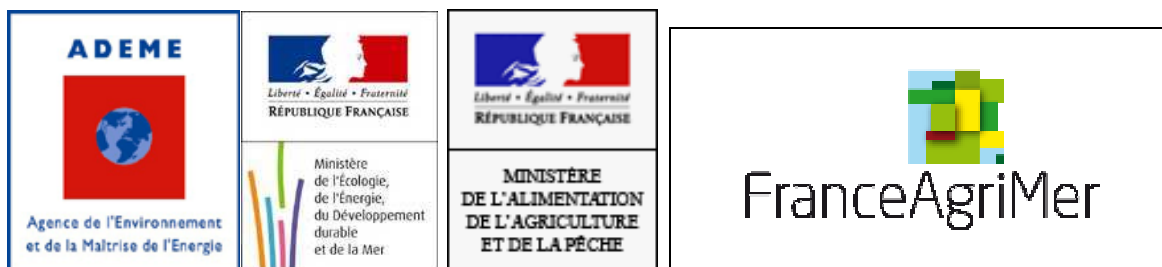 ADEME
Agence de l'Environnement
et de la Maîtrise de l'Energie
Liberté • Égalité • Fraternité
RÉPUBLIQUE FRANÇAISE
Ministère
de l'Écologie,
de l'Énergie,
du Développement
durable
et de la Mer
Liberté • Égalité • Fraternité
RÉPUBLIQUE FRANÇAISE
MINISTÈRE
DE L'ALIMENTATION
DE L'AGRICULTURE
ET DE LA PÊCHE
FranceAgriMer